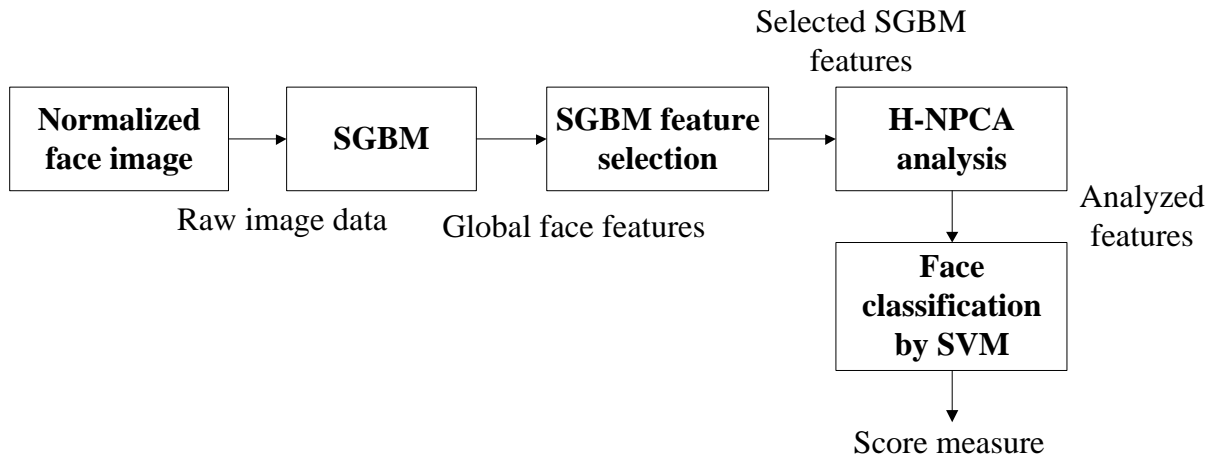 Selected SGBM
features
Normalized
face image
SGBM
SGBM feature
selection
H-NPCA
analysis
Raw image data
Global face features
Analyzed
features
Face
classification
by SVM
Score measure